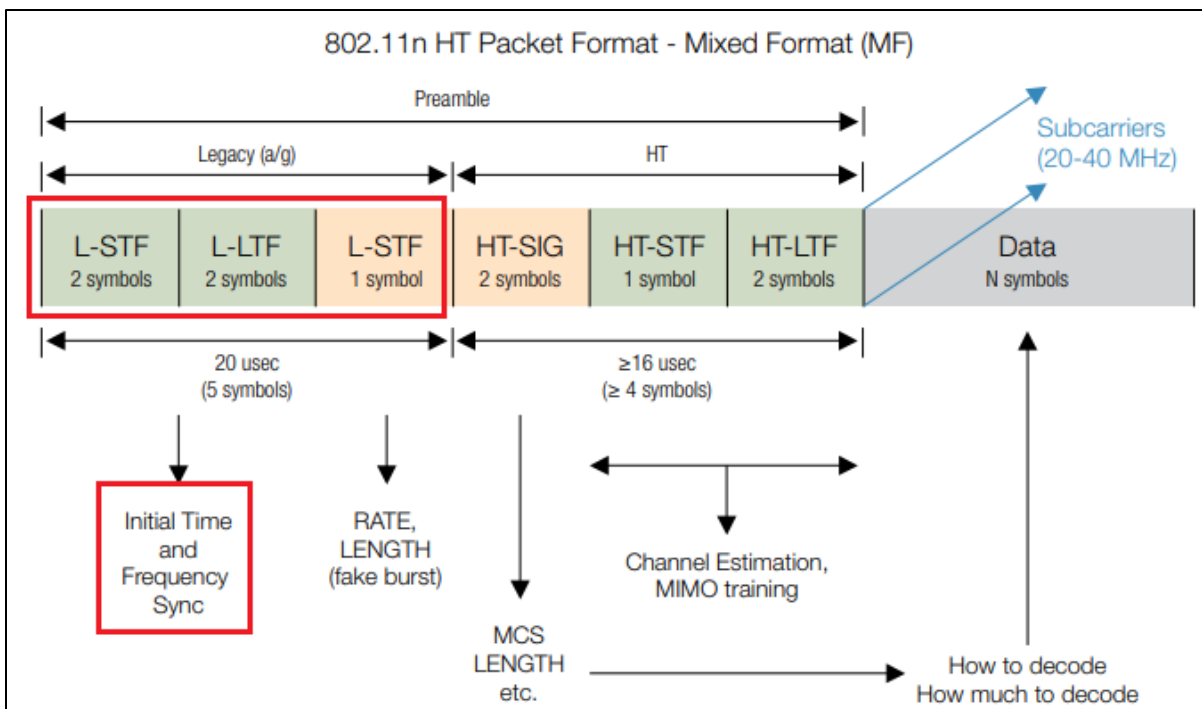 802.11n HT Packet Format - Mixed Format (MF)
Preamble
Subcarriers
(20-40 MHz)
Legacy (a/g)
HT
L-STF
2 symbols
L-LTF
2 symbols
L-STF
1 symbol
HT-SIG
2 symbols
HT-STF
1 symbol
HT-LTF
2 symbols
Data
N symbols
20 usec
(5 symbols)
≥16 usec
(≥ 4 symbols)
Initial Time
and
Frequency
Sync
RATE,
LENGTH
(fake burst)
Channel Estimation,
MIMO training
MCS
LENGTH
etc.
How to decode
How much to decode